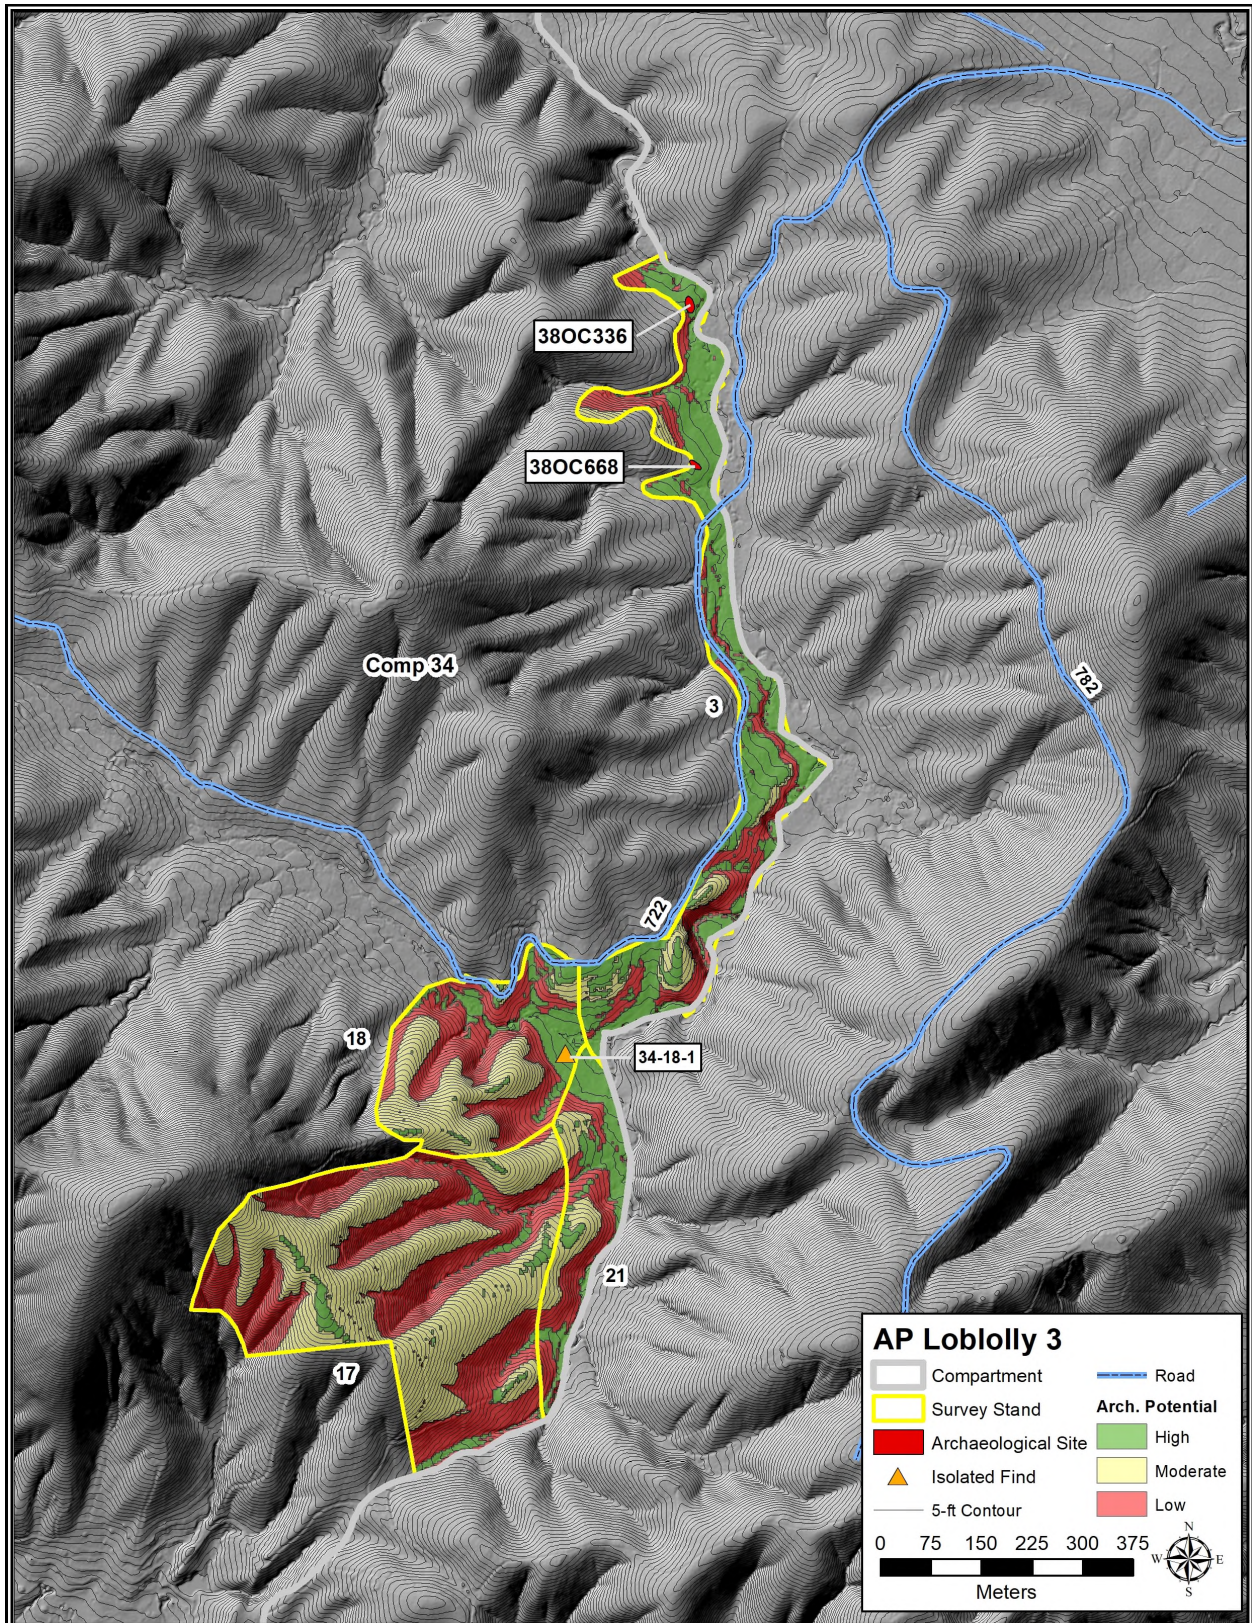 38OC336
38OC668
Comp 34
3
782
722
18
34-18-1
21
17
AP Loblolly 3
Compartment
Survey Stand
Archaeological Site
Isolated Find
5-ft Contour
Road
Arch. Potential
High
Moderate
Low
0 75 150 225 300 375
Meters
N
W E
S